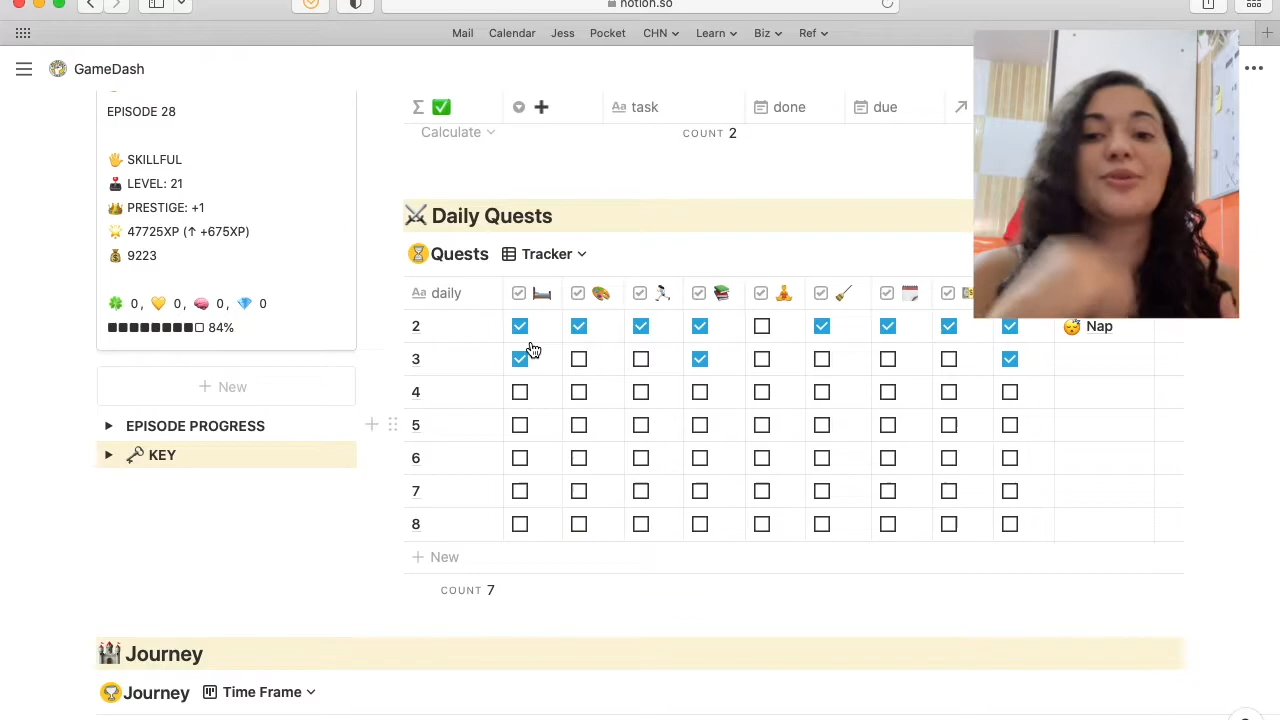 notion.so
Mail Calendar Jess Pocket CHN Learn Biz Ref
GameDash
EPISODE 28
SKILLFUL
LEVEL: 21
PRESTIGE: +1
47725XP (↑ +675XP)
9223
0, 0, 0, 0
84%
New
EPISODE PROGRESS
KEY
Σ Aa task done due
Calculate COUNT 2
Daily Quests
Quests Tracker
Aa daily
2 Nap
3
4
5
6
7
8
New
COUNT 7
Journey
Journey Time Frame